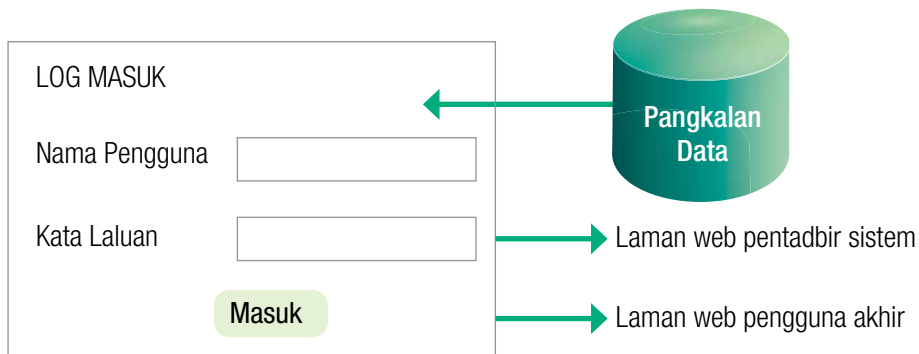 LOG MASUK
Nama Pengguna
Kata Laluan
Masuk
Pangkalan
Data
Laman web pentadbir sistem
Laman web pengguna akhir